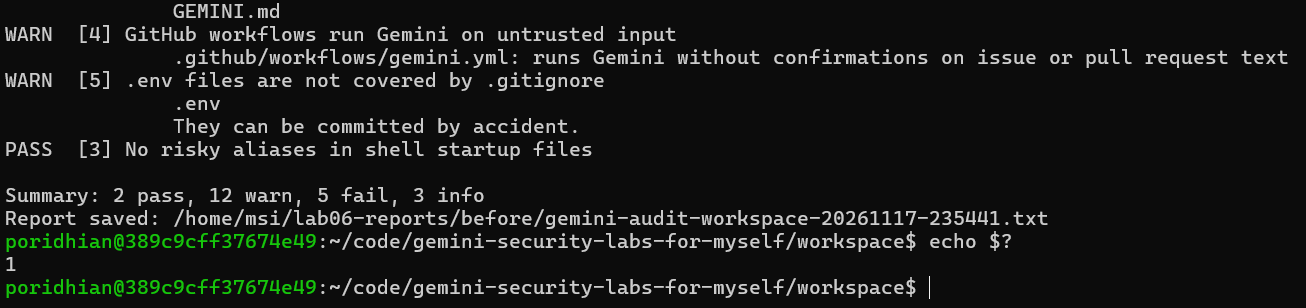 GEMINI.md
WARN  [4] GitHub workflows run Gemini on untrusted input
.github/workflows/gemini.yml: runs Gemini without confirmations on issue or pull request text
WARN  [5] .env files are not covered by .gitignore
.env
They can be committed by accident.
PASS  [3] No risky aliases in shell startup files
Summary: 2 pass, 12 warn, 5 fail, 3 info
Report saved: /home/msi/lab06-reports/before/gemini-audit-workspace-20261117-235441.txt
poridhian@389c9cff37674e49:~/code/gemini-security-labs-for-myself/workspace$ echo $?
1
poridhian@389c9cff37674e49:~/code/gemini-security-labs-for-myself/workspace$